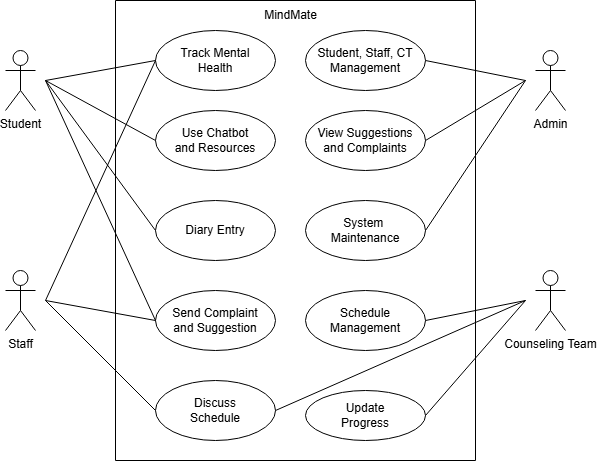 MindMate
Track Mental
Health
Student, Staff, CT
Management
Student
Admin
Use Chatbot
and Resources
View Suggestions
and Complaints
Diary Entry
System
Maintenance
Send Complaint
and Suggestion
Schedule
Management
Staff
Counseling Team
Discuss
Schedule
Update
Progress